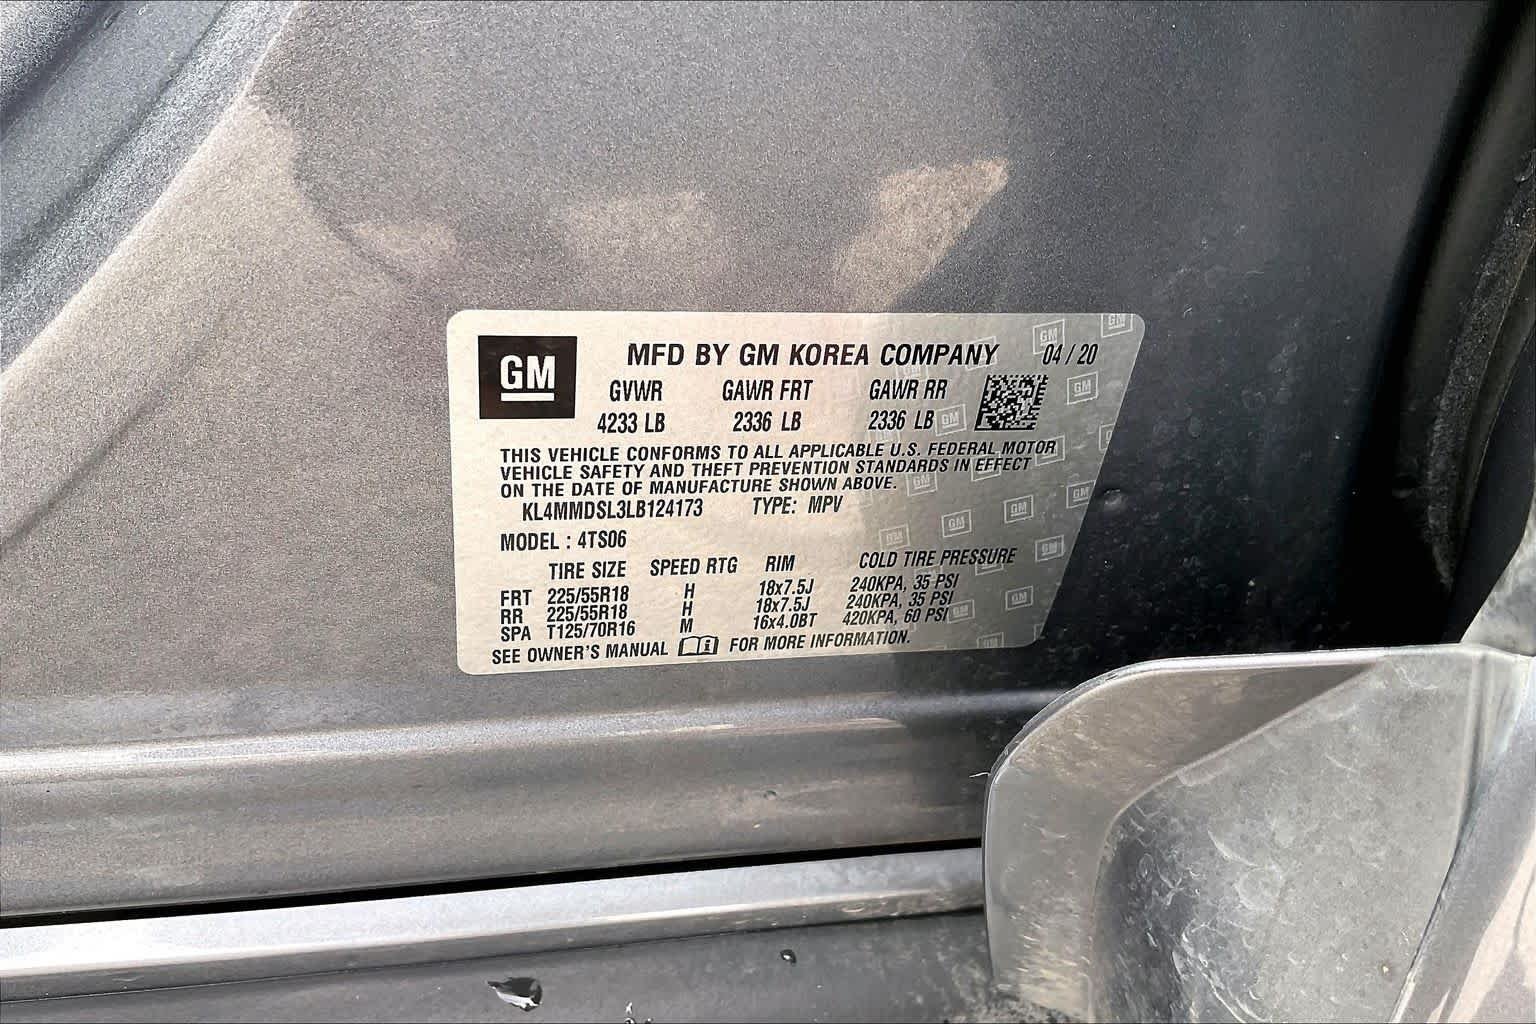 GM MFD BY GM KOREA COMPANY 04/20
GVWR GAWR FRT GAWR RR
4233 LB 2336 LB 2336 LB
THIS VEHICLE CONFORMS TO ALL APPLICABLE U.S. FEDERAL MOTOR
VEHICLE SAFETY AND THEFT PREVENTION STANDARDS IN EFFECT
ON THE DATE OF MANUFACTURE SHOWN ABOVE.
KL4MMDSL3LB124173 TYPE: MPV
MODEL : 4TS06
TIRE SIZE SPEED RTG RIM COLD TIRE PRESSURE
FRT 225/55R18 H 18x7.5J 240KPA, 35 PSI
RR 225/55R18 H 18x7.5J 240KPA, 35 PSI
SPA T125/70R16 M 16x4.0BT 420KPA, 60 PSI
SEE OWNER'S MANUAL FOR MORE INFORMATION.